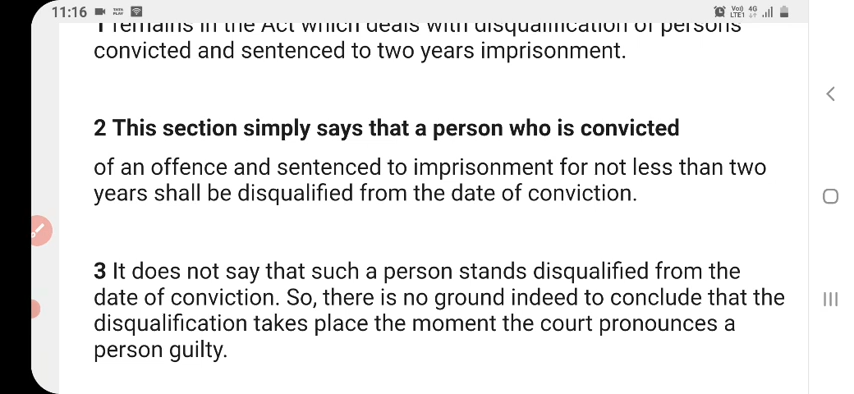 11:16
Vo0 4G
LTE1
1 remains in the Act which deals with disqualification of persons
convicted and sentenced to two years imprisonment.
2 This section simply says that a person who is convicted
of an offence and sentenced to imprisonment for not less than two
years shall be disqualified from the date of conviction.
3 It does not say that such a person stands disqualified from the
date of conviction. So, there is no ground indeed to conclude that the
disqualification takes place the moment the court pronounces a
person guilty.